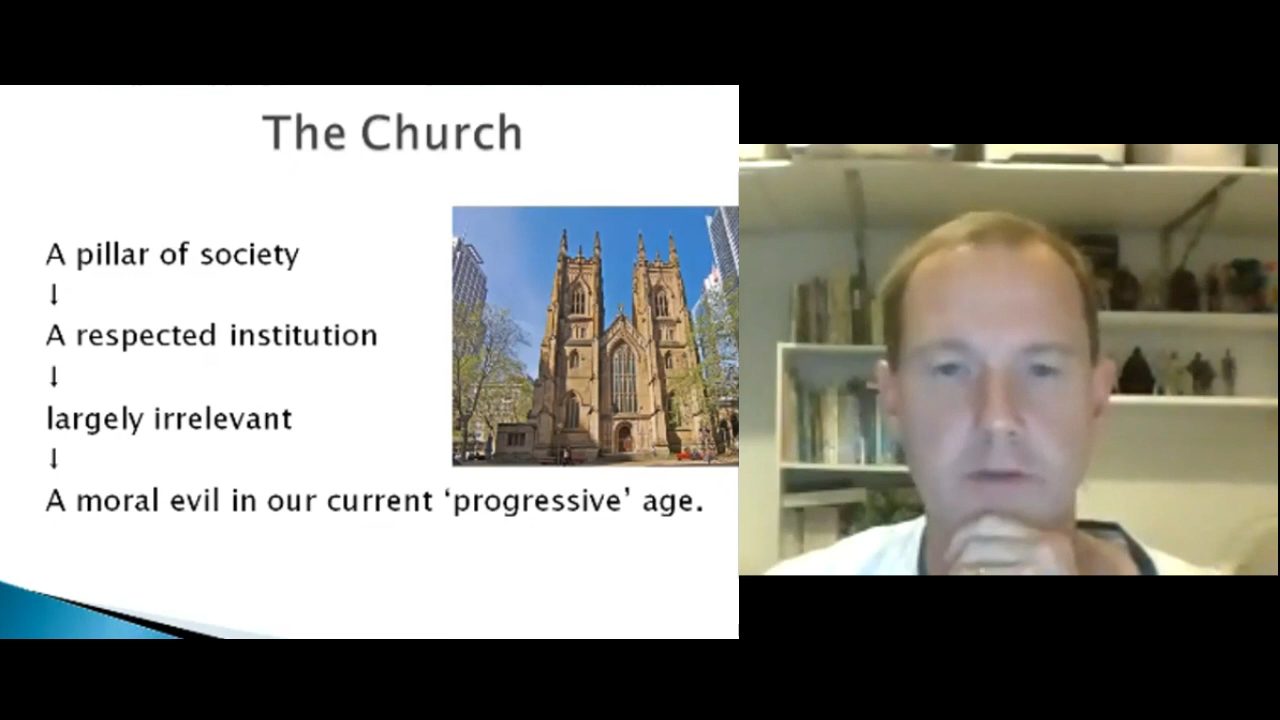 The Church
A pillar of society
↓
A respected institution
↓
largely irrelevant
↓
A moral evil in our current ‘progressive’ age.